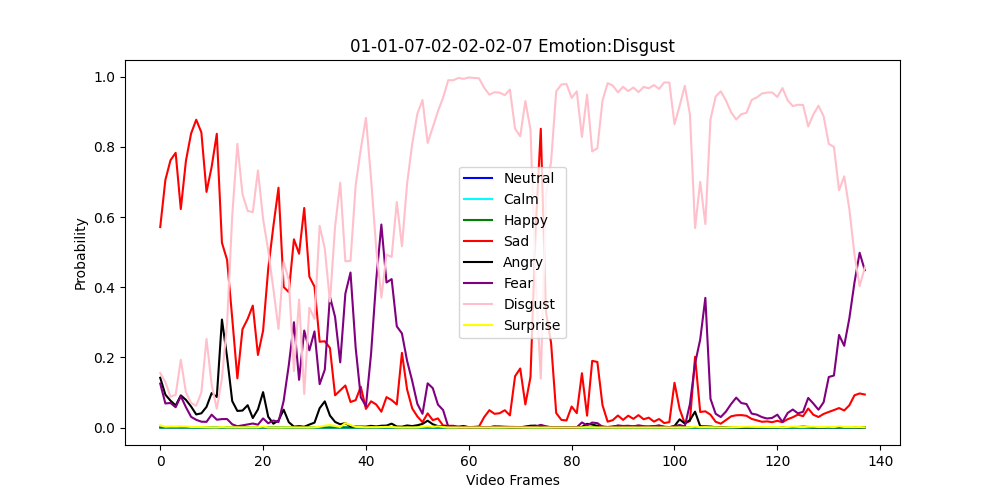 01-01-07-02-02-02-07 Emotion:Disgust
Probability
1.0
0.8
0.6
0.4
0.2
0.0
Neutral
Calm
Happy
Sad
Angry
Fear
Disgust
Surprise
0 20 40 60 80 100 120 140
Video Frames